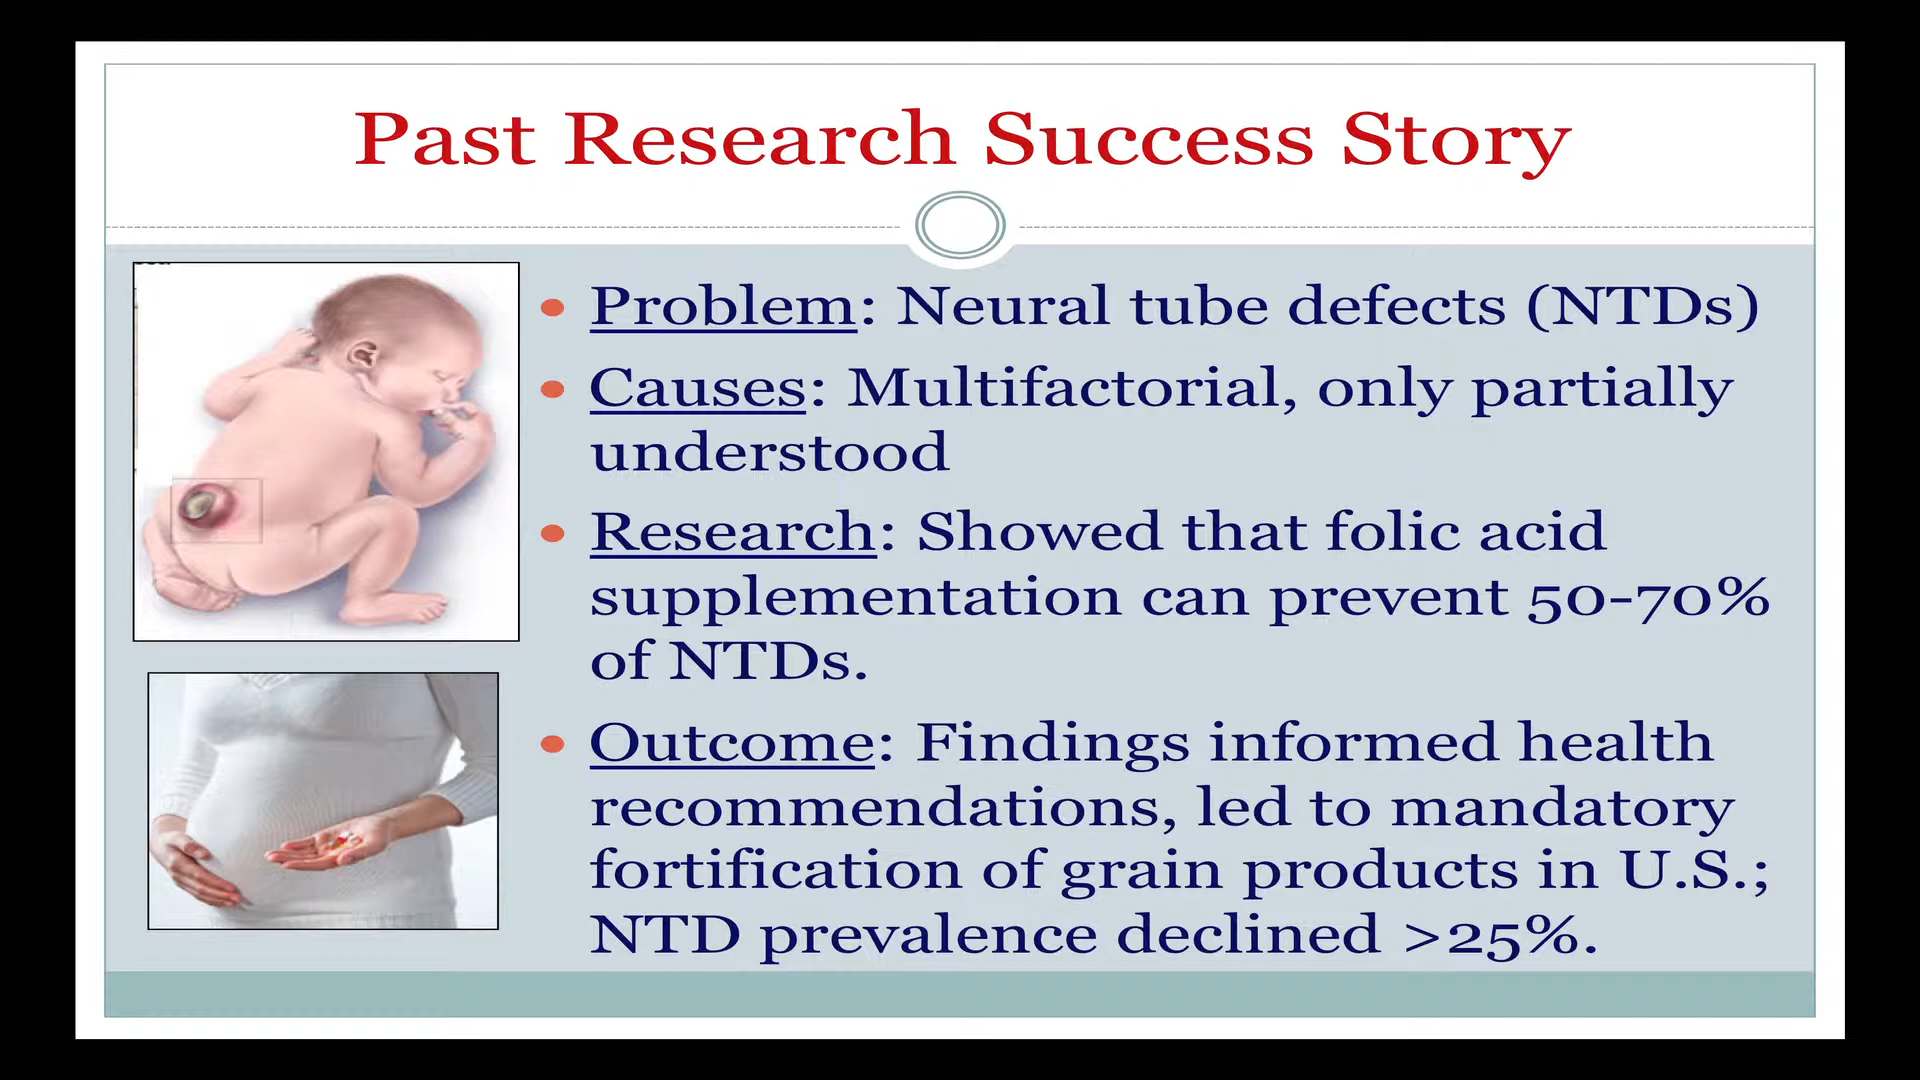 Past Research Success Story
• Problem: Neural tube defects (NTDs)
• Causes: Multifactorial, only partially
understood
• Research: Showed that folic acid
supplementation can prevent 50-70%
of NTDs.
• Outcome: Findings informed health
recommendations, led to mandatory
fortification of grain products in U.S.;
NTD prevalence declined >25%.